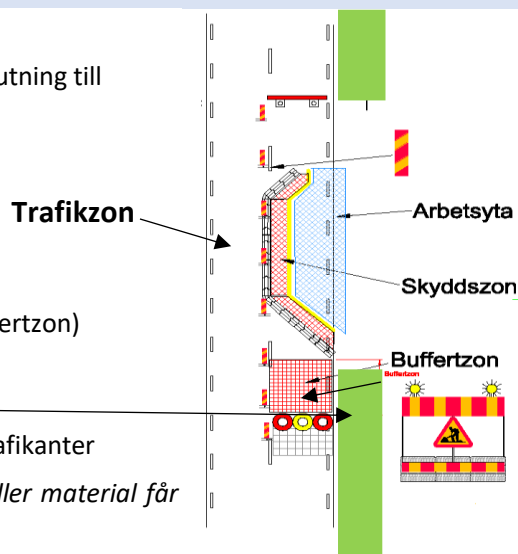 utning till
Trafikzon
Arbetsyta
Skyddszon
ertzon)
Buffertzon
Buffertzon
afikanter
ller material får